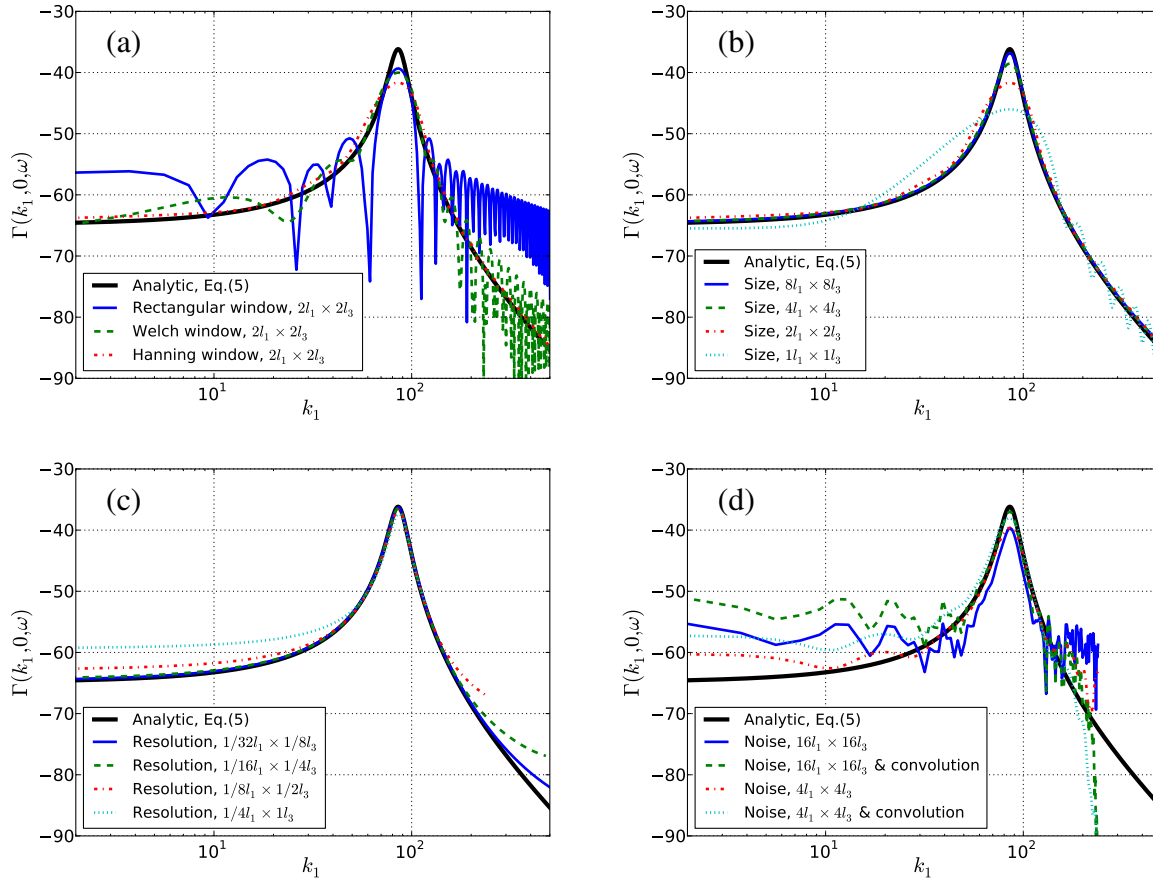 (a)
−30
−40
−50
−60
−70
−80
−90
Γ(k₁,0,ω)
10¹
10²
k₁
Analytic, Eq.(5)
Rectangular window, 2l₁ × 2l₃
Welch window, 2l₁ × 2l₃
Hanning window, 2l₁ × 2l₃
(b)
−30
−40
−50
−60
−70
−80
−90
Γ(k₁,0,ω)
10¹
10²
k₁
Analytic, Eq.(5)
Size, 8l₁ × 8l₃
Size, 4l₁ × 4l₃
Size, 2l₁ × 2l₃
Size, 1l₁ × 1l₃
(c)
−30
−40
−50
−60
−70
−80
−90
Γ(k₁,0,ω)
10¹
10²
k₁
Analytic, Eq.(5)
Resolution, 1/32l₁ × 1/8l₃
Resolution, 1/16l₁ × 1/4l₃
Resolution, 1/8l₁ × 1/2l₃
Resolution, 1/4l₁ × 1l₃
(d)
−30
−40
−50
−60
−70
−80
−90
Γ(k₁,0,ω)
10¹
10²
k₁
Analytic, Eq.(5)
Noise, 16l₁ × 16l₃
Noise, 16l₁ × 16l₃ & convolution
Noise, 4l₁ × 4l₃
Noise, 4l₁ × 4l₃ & convolution